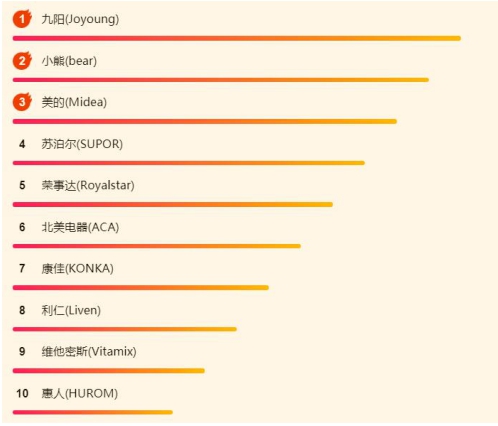 1 九阳(Joyoung)
2 小熊(bear)
3 美的(Midea)
4 苏泊尔(SUPOR)
5 荣事达(Royalstar)
6 北美电器(ACA)
7 康佳(KONKA)
8 利仁(Liven)
9 维他密斯(Vitamix)
10 惠人(HUROM)